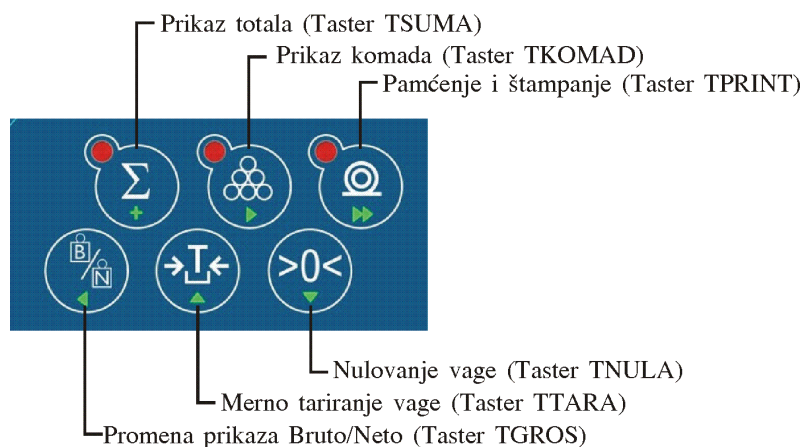 Prikaz totala (Taster TSUMA)
Prikaz komada (Taster TKOMAD)
Pamćenje i štampanje (Taster TPRINT)
Σ
+
B/N
→T←
>0<
Nulovanje vage (Taster TNULA)
Merno tariranje vage (Taster TTARA)
Promena prikaza Bruto/Neto (Taster TGROS)